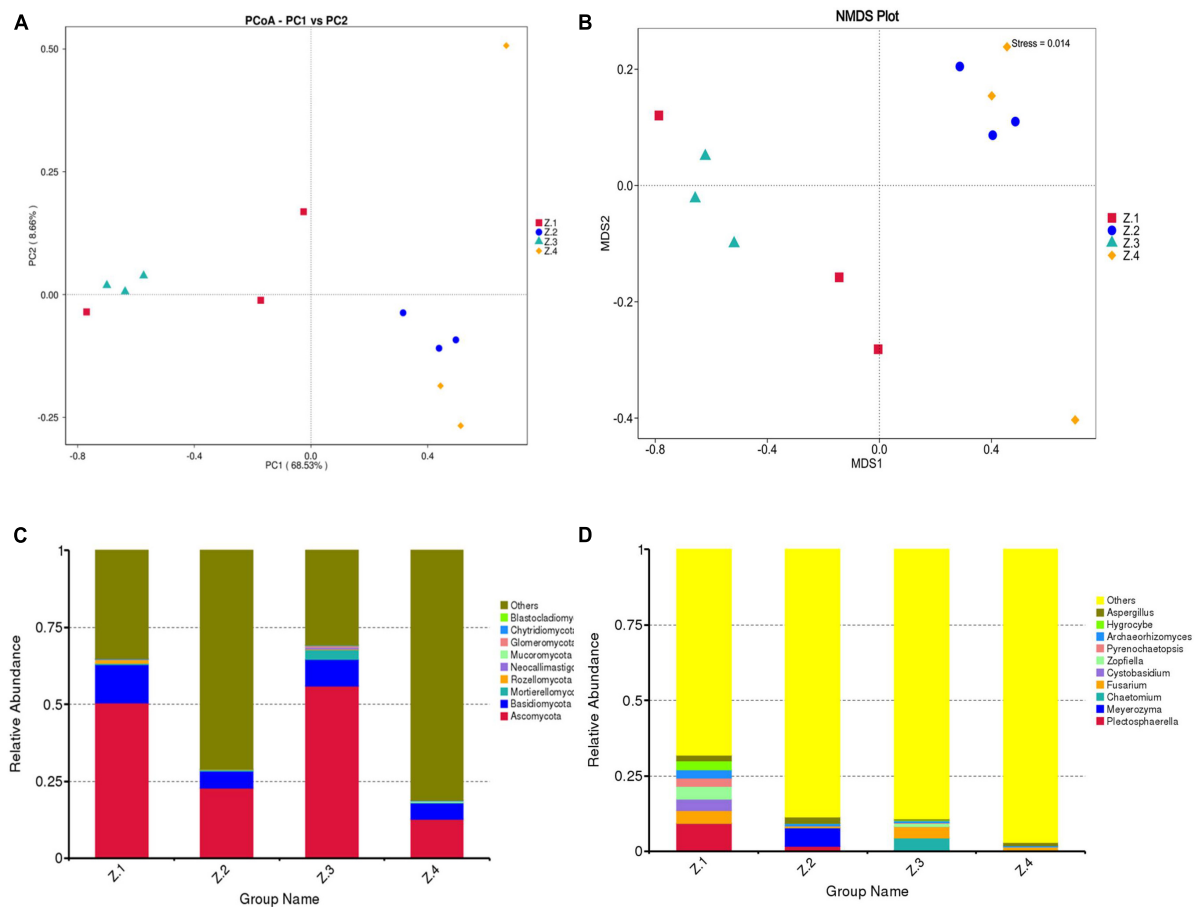 A
PCoA - PC1 vs PC2
0.50
0.25
0.00
-0.25
PC2 ( 8.66%)
-0.8
-0.4
0.0
0.4
PC1 ( 68.53%)
Z.1
Z.2
Z.3
Z.4
B
NMDS Plot
Stress = 0.014
0.2
0.0
-0.2
-0.4
MDS2
-0.8
-0.4
0.0
0.4
MDS1
Z.1
Z.2
Z.3
Z.4
C
1
0.75
0.5
0.25
0
Relative Abundance
Z.1
Z.2
Z.3
Z.4
Group Name
Others
Blastocladiomy
Chytridiomycota
Glomeromycota
Mucoromycota
Neocallimastigo
Rozellomycota
Mortierellomyco
Basidiomycota
Ascomycota
D
1
0.75
0.5
0.25
0
Relative Abundance
Z.1
Z.2
Z.3
Z.4
Group Name
Others
Aspergillus
Hygrocybe
Archaeorhizomyces
Pyrenochaetopsis
Zopfiella
Cystobasidium
Fusarium
Chaetomium
Meyerozyma
Plectosphaerella